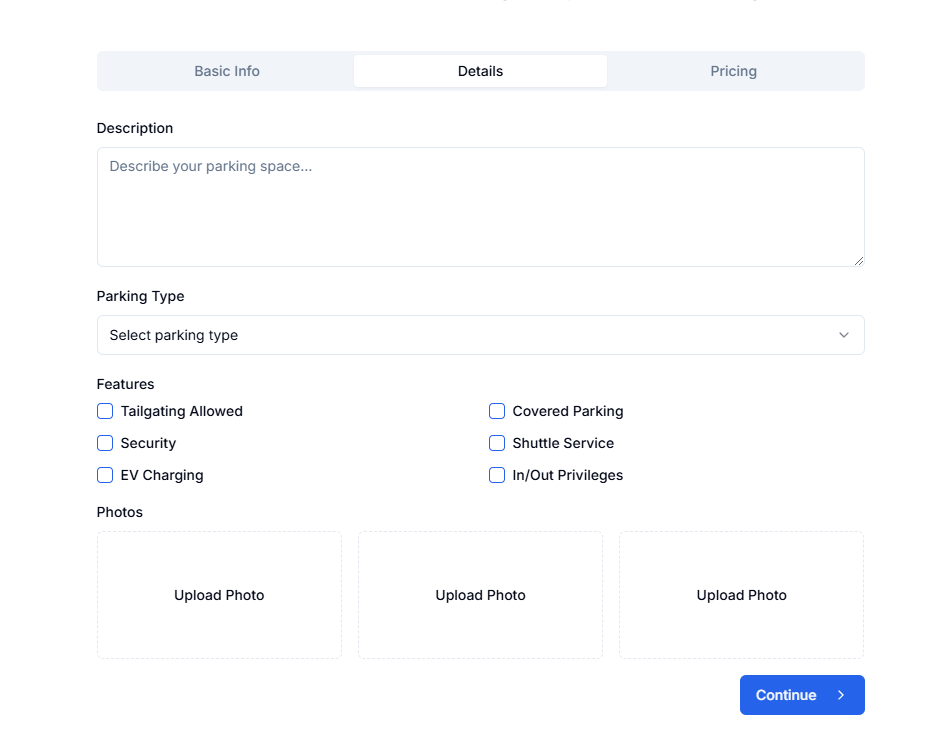 Basic Info Details Pricing
Description
Describe your parking space...
Parking Type
Select parking type
Features
Tailgating Allowed Covered Parking
Security Shuttle Service
EV Charging In/Out Privileges
Photos
Upload Photo Upload Photo Upload Photo
Continue